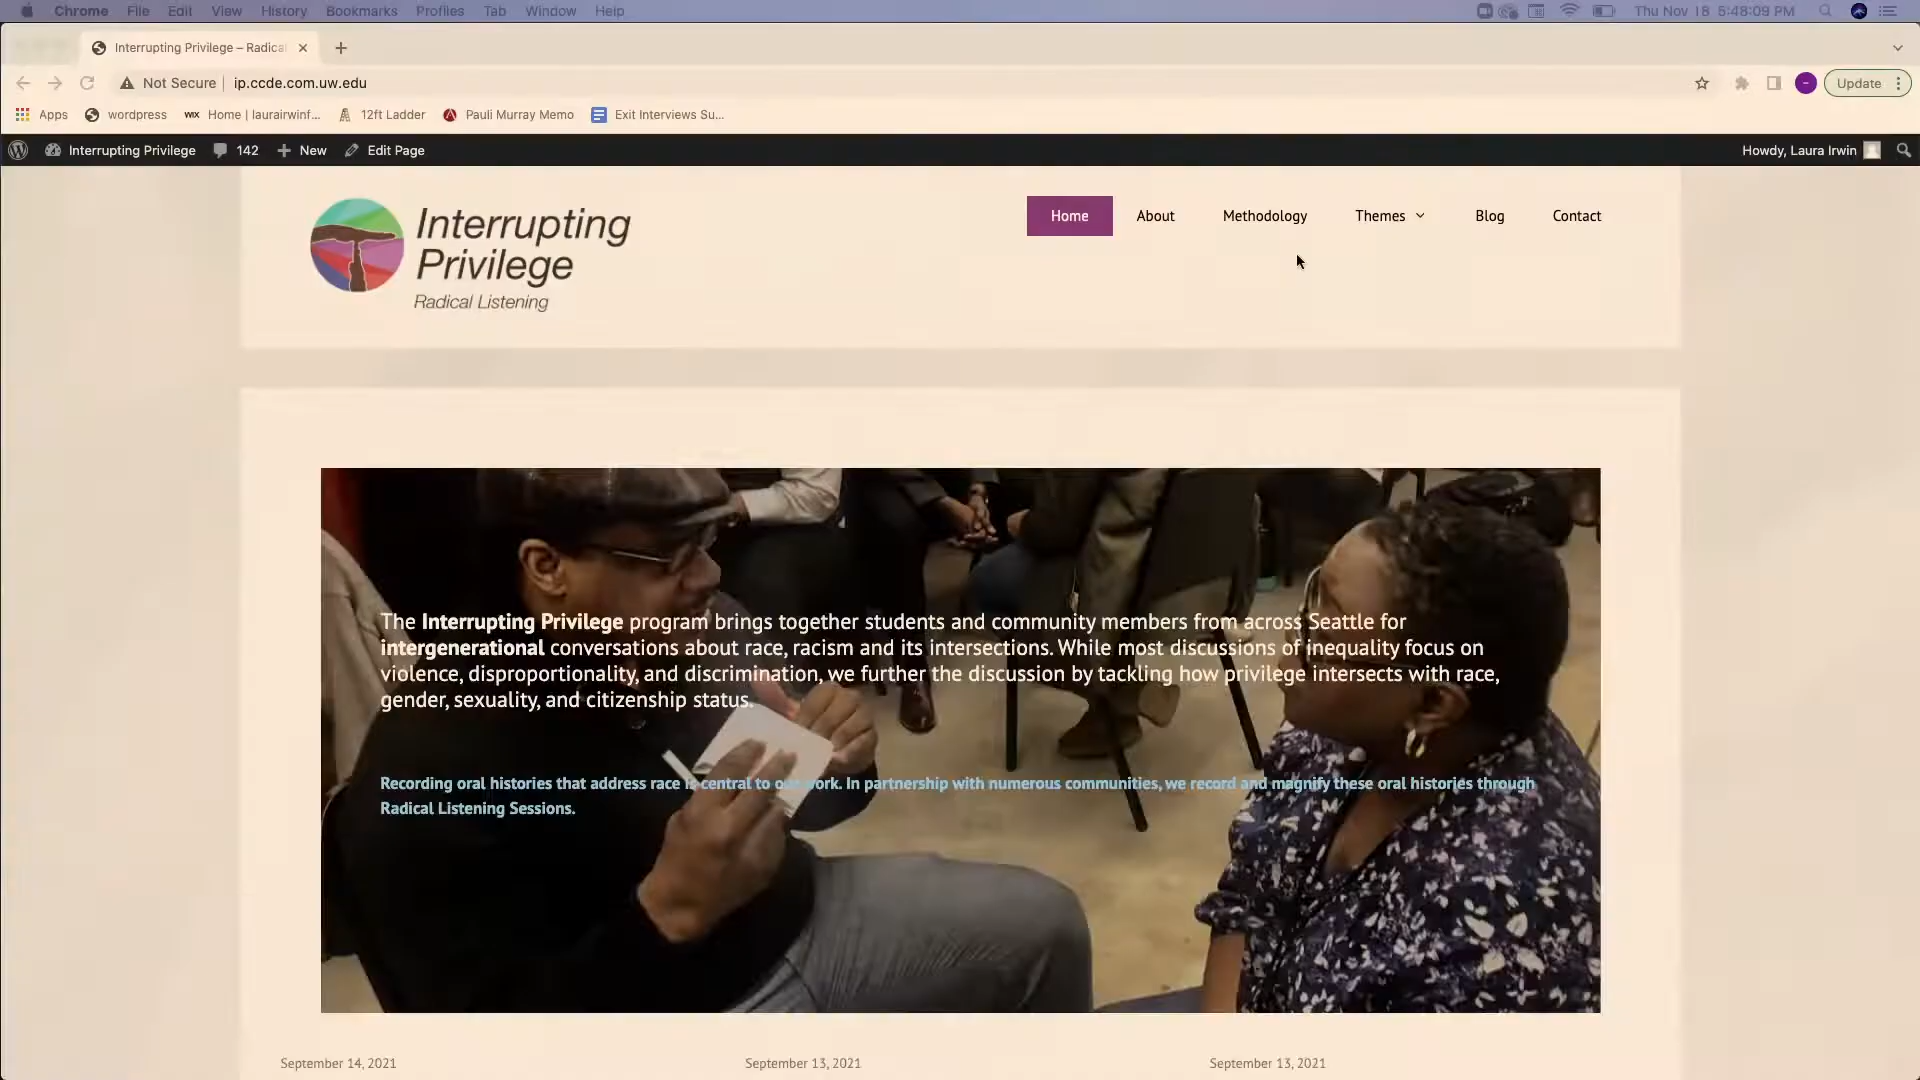 Chrome File Edit View History Bookmarks Profiles Tab Window Help Thu Nov 18 5:48:09 PM
Interrupting Privilege – Radica
Not Secure ip.ccde.com.uw.edu Update
Apps wordpress WIX Home | laurairwinf... 12ft Ladder Pauli Murray Memo Exit Interviews Su...
Interrupting Privilege 142 New Edit Page Howdy, Laura Irwin
Interrupting
Privilege
Radical Listening
Home About Methodology Themes Blog Contact
The Interrupting Privilege program brings together students and community members from across Seattle for
intergenerational conversations about race, racism and its intersections. While most discussions of inequality focus on
violence, disproportionality, and discrimination, we further the discussion by tackling how privilege intersects with race,
gender, sexuality, and citizenship status.
Recording oral histories that address race is central to our work. In partnership with numerous communities, we record and magnify these oral histories through
Radical Listening Sessions.
September 14, 2021 September 13, 2021 September 13, 2021